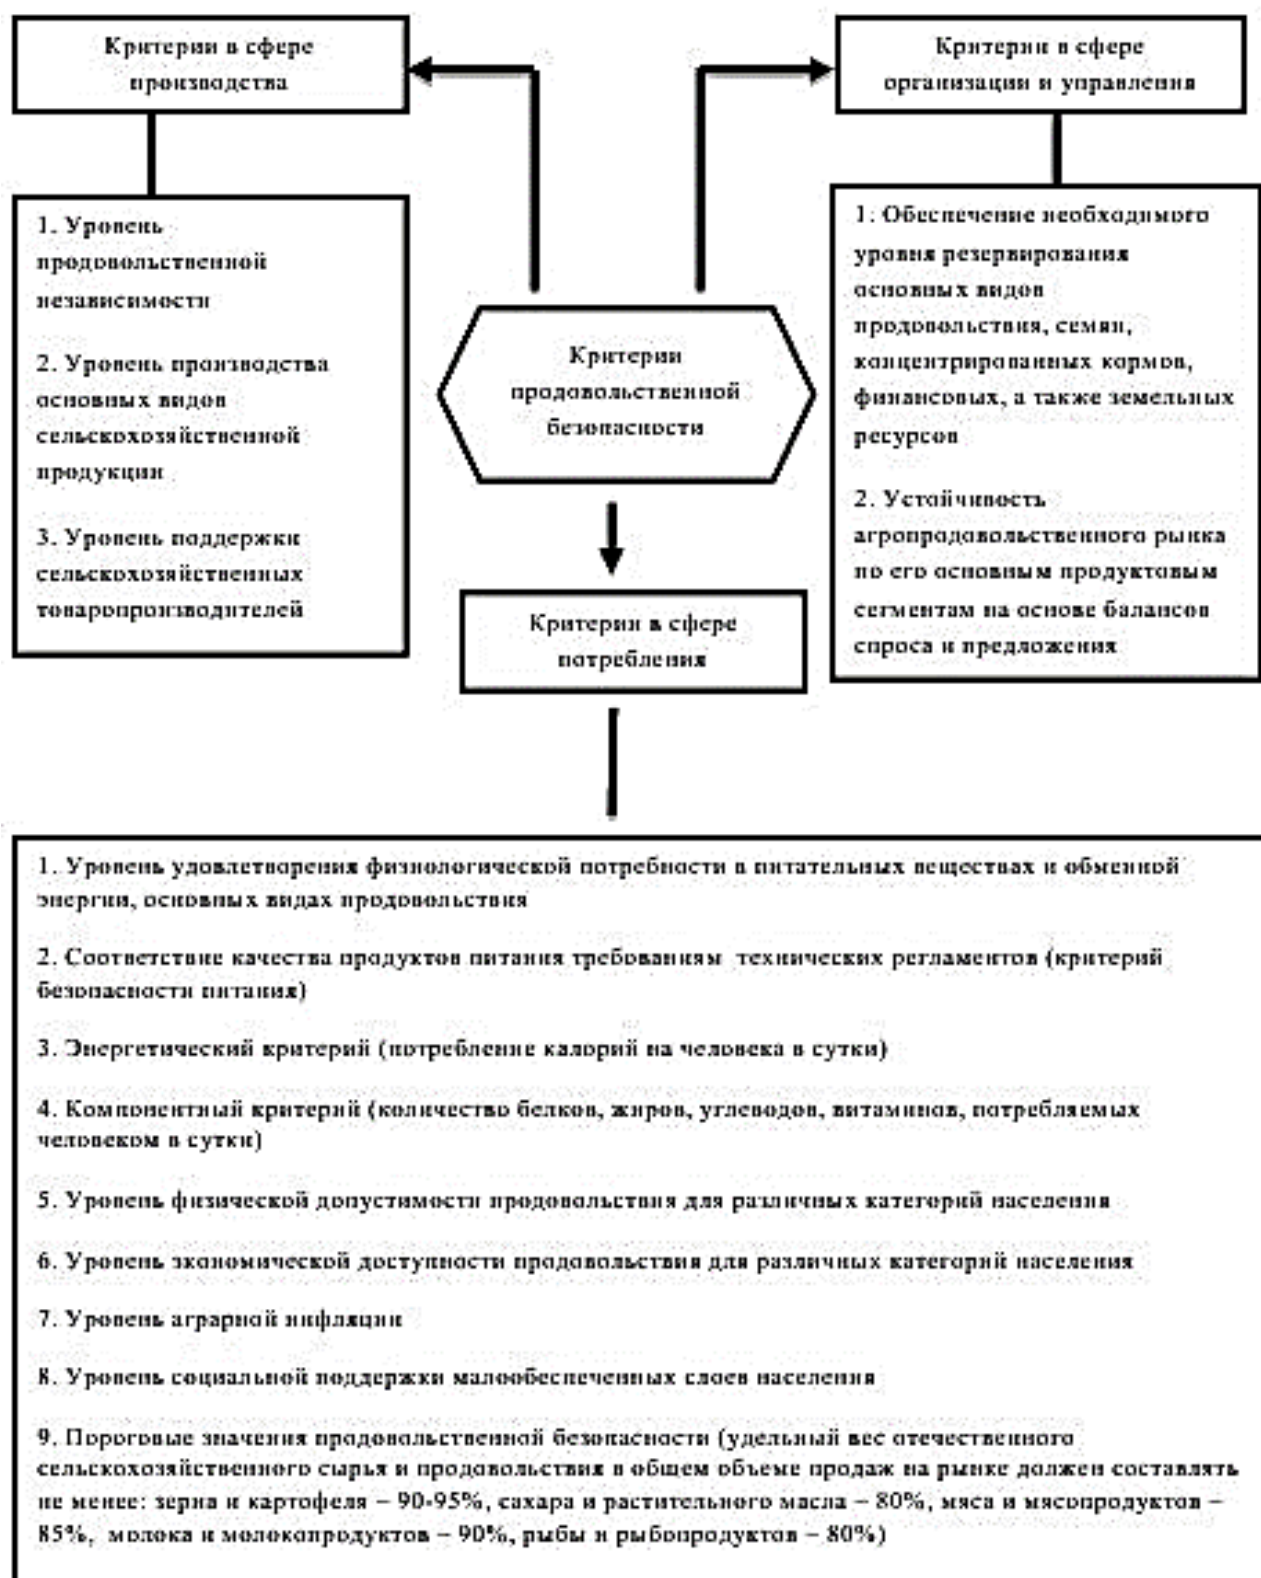 Критерии в сфере
производства
Критерии в сфере
организации и управления
1. Уровень
продовольственной
независимости
2. Уровень производства
основных видов
сельскохозяйственной
продукции
3. Уровень поддержки
сельскохозяйственных
товаропроизводителей
Критерии
продовольственной
безопасности
1. Обеспечение необходимого
уровня резервирования
основных видов
продовольствия, семян,
концентрированных кормов,
финансовых, а также земельных
ресурсов
2. Устойчивость
агропродовольственного рынка
по его основным продуктовым
сегментам на основе балансов
спроса и предложения
Критерии в сфере
потребления
1. Уровень удовлетворения физиологической потребности в питательных веществах и обменной
энергии, основных видах продовольствия
2. Соответствие качества продуктов питания требованиям технических регламентов (критерий
безопасности питания)
3. Энергетический критерий (потребление калорий на человека в сутки)
4. Компонентный критерий (количество белков, жиров, углеводов, витаминов, потребляемых
человеком в сутки)
5. Уровень физической допустимости продовольствия для различных категорий населения
6. Уровень экономической доступности продовольствия для различных категорий населения
7. Уровень аграрной инфляции
8. Уровень социальной поддержки малообеспеченных слоев населения
9. Пороговые значения продовольственной безопасности (удельный вес отечественного
сельскохозяйственного сырья и продовольствия в общем объеме продаж на рынке должен составлять
не менее: зерна и картофеля – 90-95%, сахара и растительного масла – 80%, мяса и мясопродуктов –
85%, молока и молокопродуктов – 90%, рыбы и рыбопродуктов – 80%)